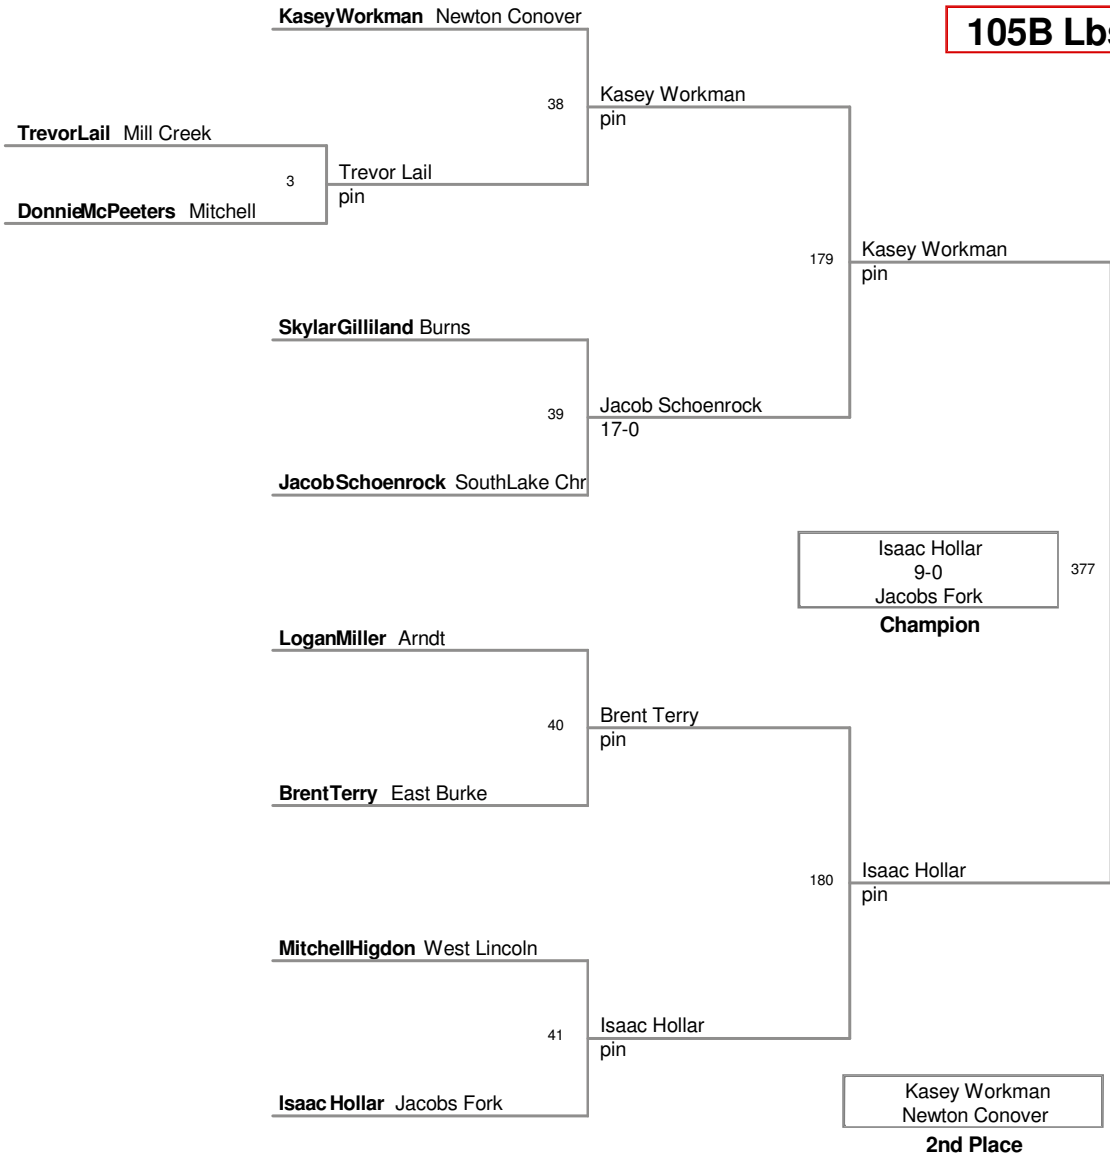 KaseyWorkman Newton Conover
105B Lbs
38
Kasey Workman
pin
TrevorLail Mill Creek
3
Trevor Lail
pin
DonnieMcPeeters Mitchell
179
Kasey Workman
pin
SkylarGilliland Burns
39
Jacob Schoenrock
17-0
JacobSchoenrock SouthLake Chr
Isaac Hollar
9-0
Jacobs Fork
377
Champion
LoganMiller Arndt
40
Brent Terry
pin
BrentTerry East Burke
180
Isaac Hollar
pin
MitchellHigdon West Lincoln
41
Isaac Hollar
pin
Isaac Hollar Jacobs Fork
Kasey Workman
Newton Conover
2nd Place